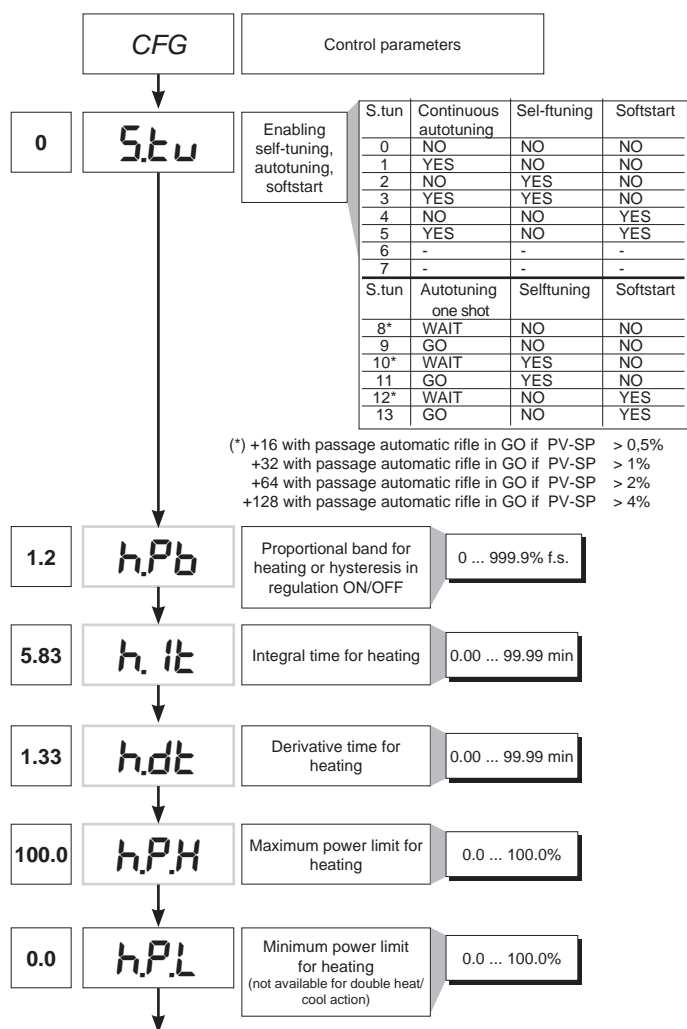 CFG
Control parameters
0
S.tu
Enabling
self-tuning,
autotuning,
softstart
S.tun Continuous autotuning Sel-ftuning Softstart
0 NO NO NO
1 YES NO NO
2 NO YES NO
3 YES YES NO
4 NO NO YES
5 YES NO YES
6 - - -
7 - - -
S.tun Autotuning one shot Selftuning Softstart
8* WAIT NO NO
9 GO NO NO
10* WAIT YES NO
11 GO YES NO
12* WAIT NO YES
13 GO NO YES
(*) +16 with passage automatic rifle in GO if PV-SP > 0,5%
+32 with passage automatic rifle in GO if PV-SP > 1%
+64 with passage automatic rifle in GO if PV-SP > 2%
+128 with passage automatic rifle in GO if PV-SP > 4%
1.2
h.Pb
Proportional band for
heating or hysteresis in
regulation ON/OFF
0 ... 999.9% f.s.
5.83
h.It
Integral time for heating
0.00 ... 99.99 min
1.33
h.dt
Derivative time for
heating
0.00 ... 99.99 min
100.0
h.P.H
Maximum power limit for
heating
0.0 ... 100.0%
0.0
h.P.L
Minimum power limit
for heating
(not available for double heat/
cool action)
0.0 ... 100.0%